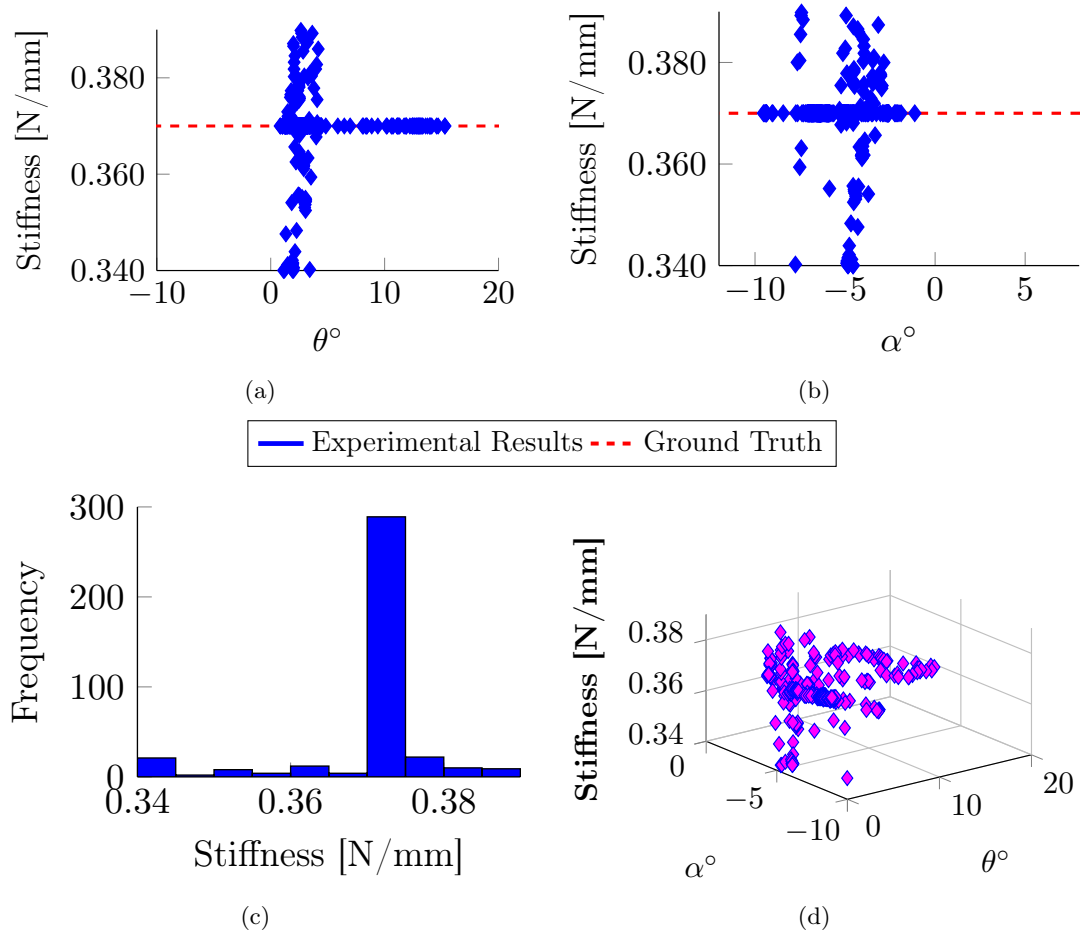 Stiffness [N/mm]
0.380
0.360
0.340
−10 0 10 20
θ°
(a)
Stiffness [N/mm]
0.380
0.360
0.340
−10 −5 0 5
α°
(b)
Experimental Results Ground Truth
Frequency
300
200
100
0
0.34 0.36 0.38
Stiffness [N/mm]
(c)
Stiffness [N/mm]
0.38
0.36
0.34
0
−5
−10
0
10
20
α°
θ°
(d)